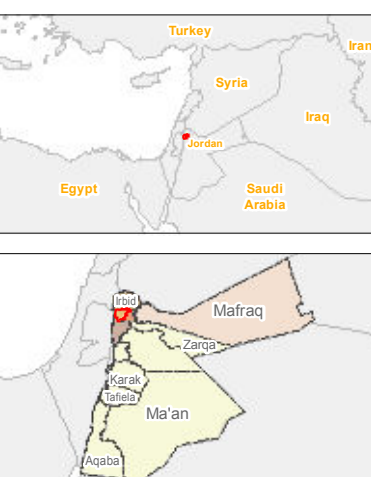 Turkey
Iran
Syria
Iraq
Jordan
Egypt
Saudi
Arabia
Irbid
Mafraq
Zarqa
Karak
Tafiela
Ma'an
Aqaba